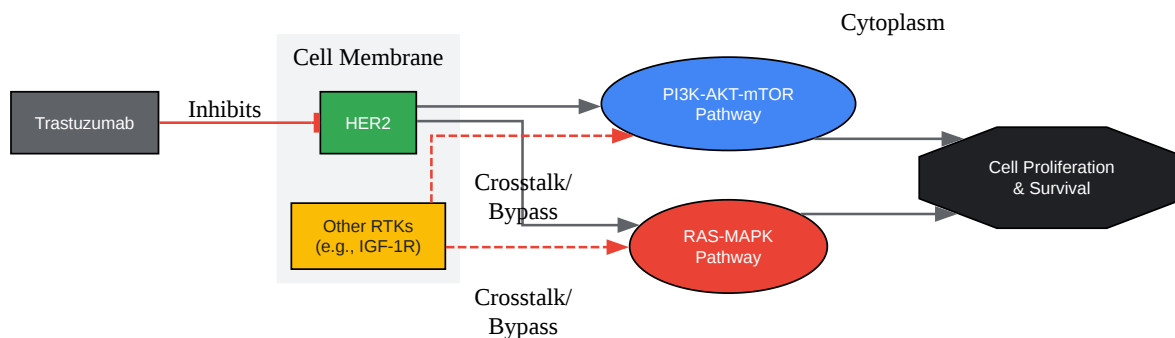 Cytoplasm
Cell Membrane
Trastuzumab
Inhibits
HER2
PI3K-AKT-mTOR
Pathway
Cell Proliferation
& Survival
Crosstalk/
Bypass
Other RTKs
(e.g., IGF-1R)
RAS-MAPK
Pathway
Crosstalk/
Bypass